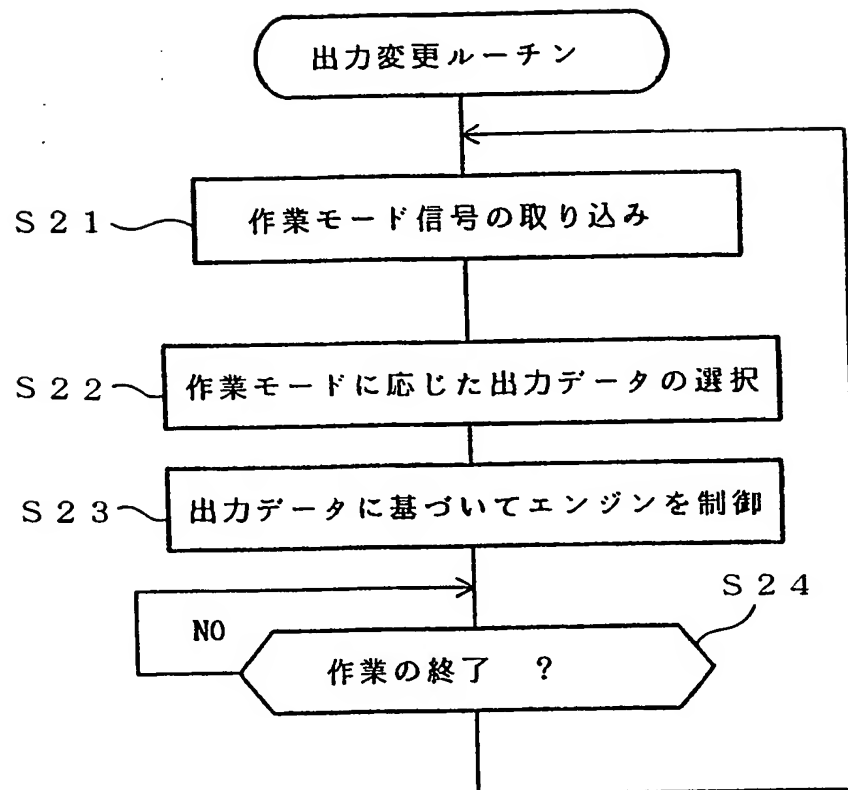 出力変更ルーチン
S21
作業モード信号の取り込み
S22
作業モードに応じた出力データの選択
S23
出力データに基づいてエンジンを制御
S24
NO
作業の終了 ?